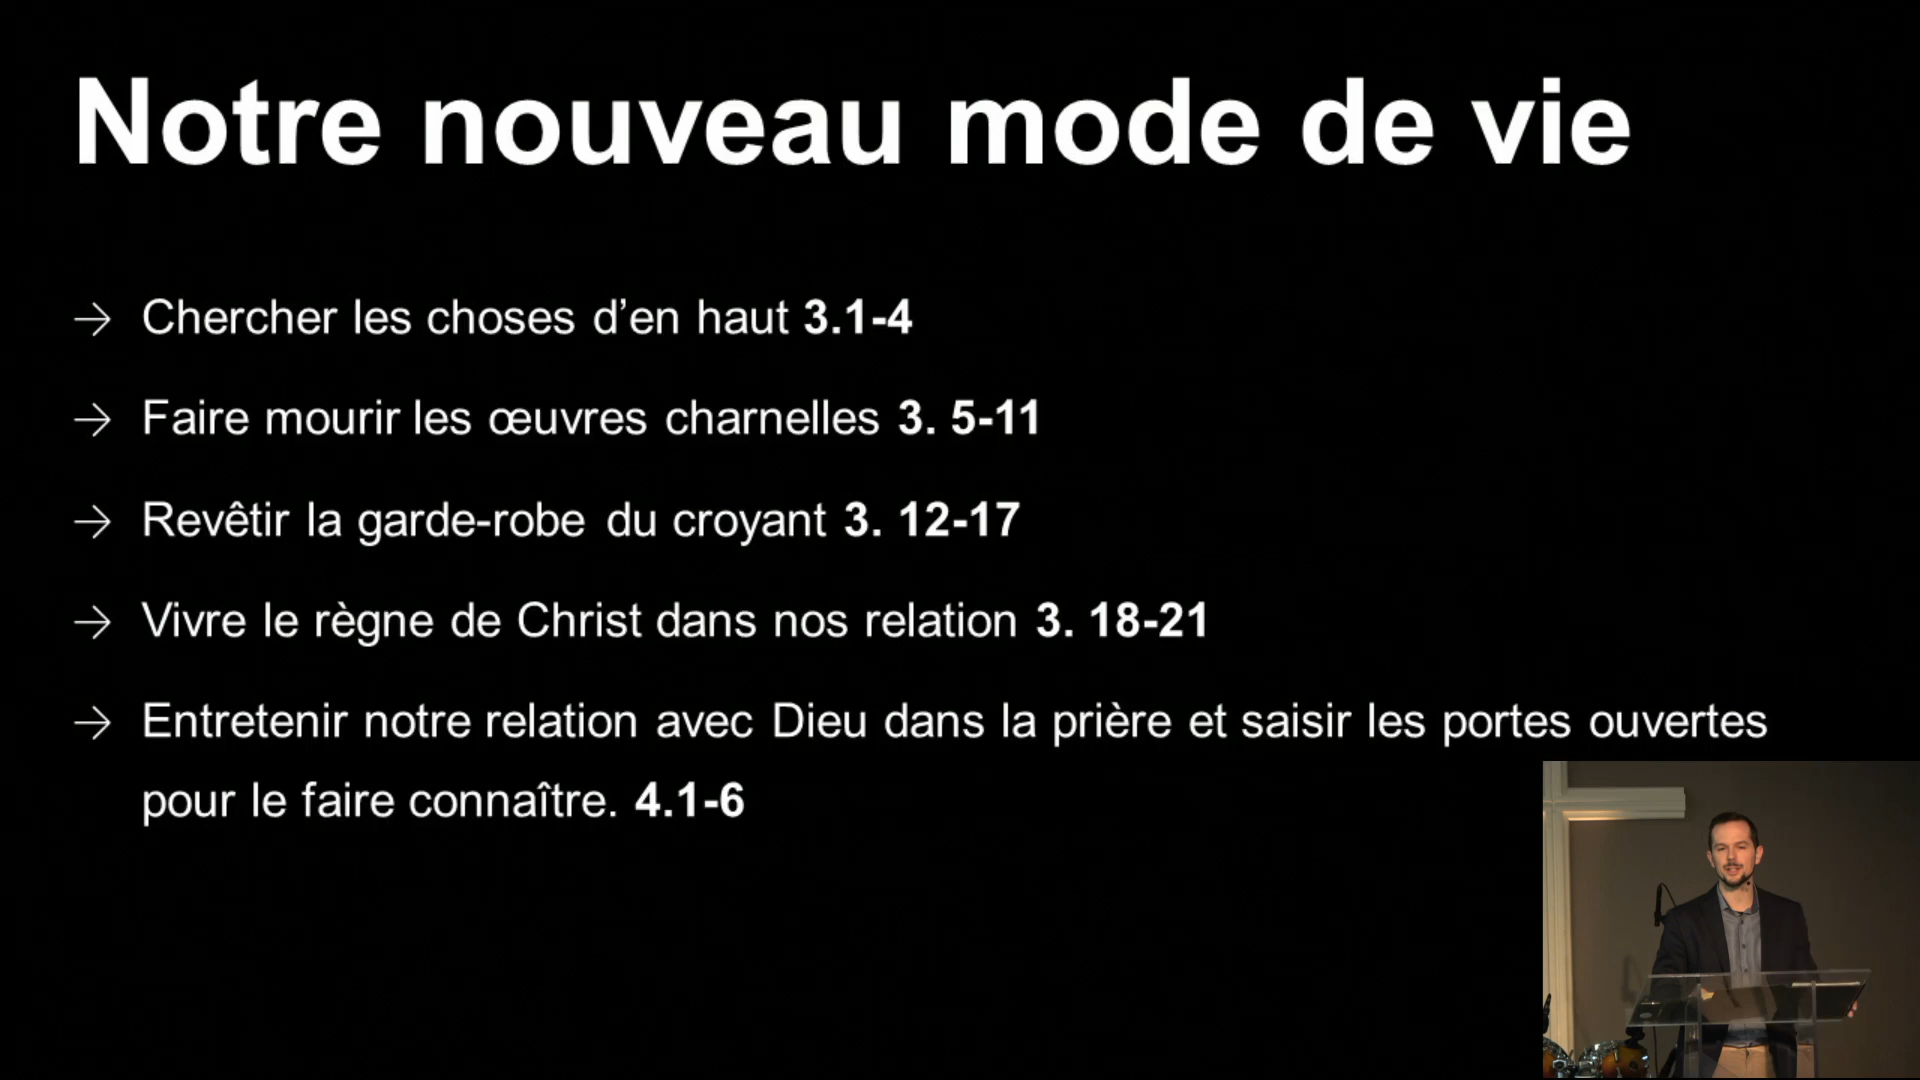 Notre nouveau mode de vie
→ Chercher les choses d’en haut 3.1-4
→ Faire mourir les œuvres charnelles 3. 5-11
→ Revêtir la garde-robe du croyant 3. 12-17
→ Vivre le règne de Christ dans nos relation 3. 18-21
→ Entretenir notre relation avec Dieu dans la prière et saisir les portes ouvertes
pour le faire connaître. 4.1-6